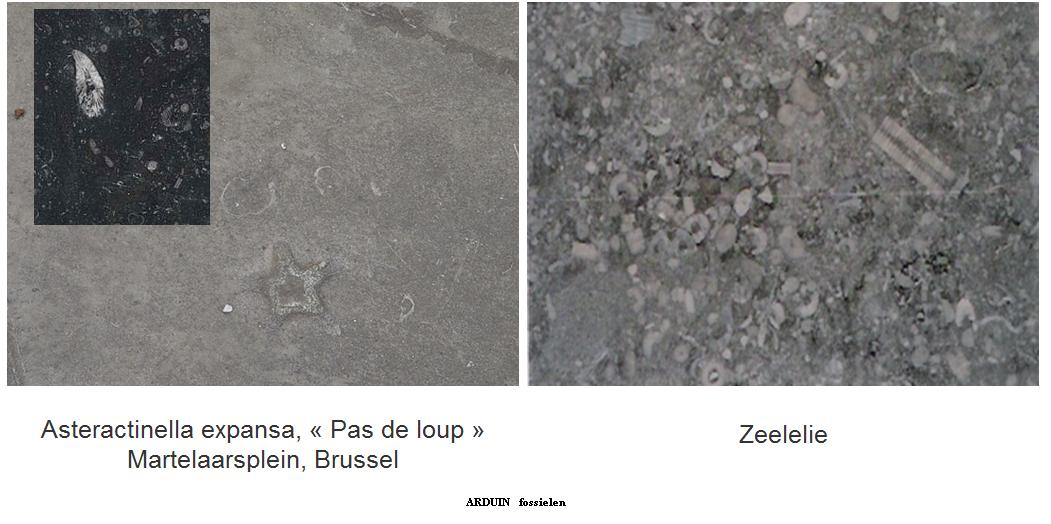 Asteractinella expansa, « Pas de loup »
Martelaarsplein, Brussel
Zeelelie
ARDUIN fossielen